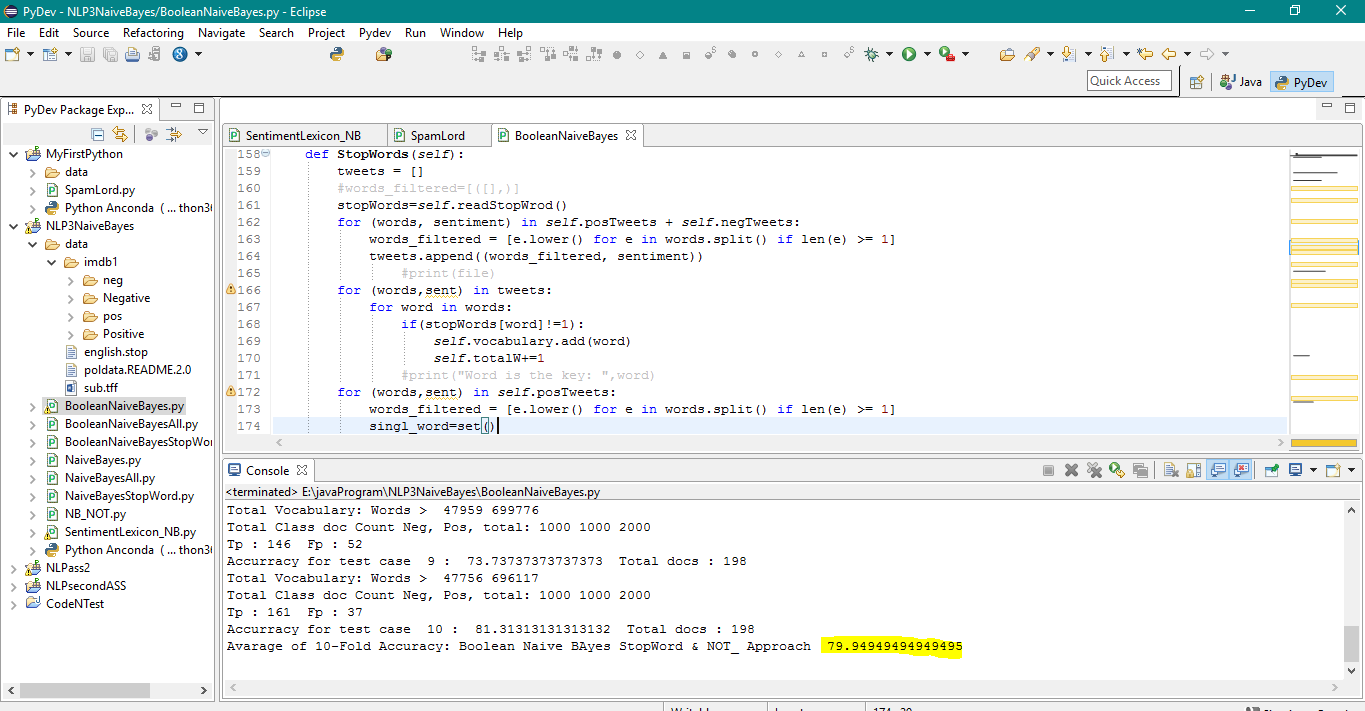 PyDev - NLP3NaiveBayes/BooleanNaiveBayes.py - Eclipse
File Edit Source Refactoring Navigate Search Project Pydev Run Window Help
Quick Access
Java
PyDev
PyDev Package Exp...
MyFirstPython
data
SpamLord.py
Python Anconda ( ... thon36
NLP3NaiveBayes
data
imdb1
neg
Negative
pos
Positive
english.stop
poldata.README.2.0
sub.tff
BooleanNaiveBayes.py
BooleanNaiveBayesAll.py
BooleanNaiveBayesStopWor
NaiveBayes.py
NaiveBayesAll.py
NaiveBayesStopWord.py
NB_NOT.py
SentimentLexicon_NB.py
Python Anconda ( ... thon36
NLPass2
NLPsecondASS
CodeNTest
SentimentLexicon_NB SpamLord BooleanNaiveBayes
158 def StopWords(self):
159 tweets = []
160 #words_filtered=[([],)]
161 stopWords=self.readStopWrod()
162 for (words, sentiment) in self.posTweets + self.negTweets:
163 words_filtered = [e.lower() for e in words.split() if len(e) >= 1]
164 tweets.append((words_filtered, sentiment))
165 #print(file)
166 for (words,sent) in tweets:
167 for word in words:
168 if(stopWords[word]!=1):
169 self.vocabulary.add(word)
170 self.totalW+=1
171 #print("Word is the key: ",word)
172 for (words,sent) in self.posTweets:
173 words_filtered = [e.lower() for e in words.split() if len(e) >= 1]
174 singl_word=set()
Console
<terminated> E:\javaProgram\NLP3NaiveBayes\BooleanNaiveBayes.py
Total Vocabulary: Words > 47959 699776
Total Class doc Count Neg, Pos, total: 1000 1000 2000
Tp : 146 Fp : 52
Accurracy for test case 9 : 73.73737373737373 Total docs : 198
Total Vocabulary: Words > 47756 696117
Total Class doc Count Neg, Pos, total: 1000 1000 2000
Tp : 161 Fp : 37
Accurracy for test case 10 : 81.31313131313132 Total docs : 198
Avarage of 10-Fold Accuracy: Boolean Naive BAyes StopWord & NOT_ Approach 79.94949494949495